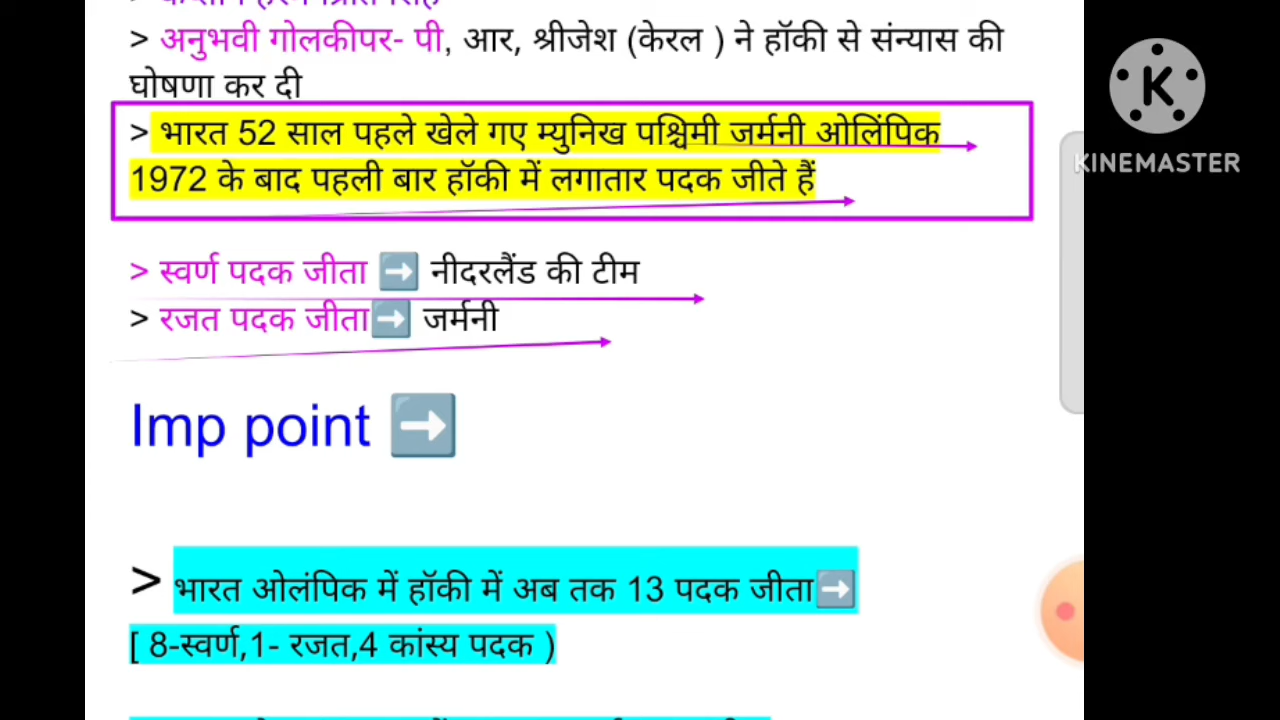 > अनुभवी गोलकीपर- पी, आर, श्रीजेश (केरल ) ने हॉकी से संन्यास की
घोषणा कर दी
> भारत 52 साल पहले खेले गए म्युनिख पश्चिमी जर्मनी ओलिंपिक
1972 के बाद पहली बार हॉकी में लगातार पदक जीते हैं
> स्वर्ण पदक जीता ➡️ नीदरलैंड की टीम
> रजत पदक जीता➡️ जर्मनी
Imp point ➡️
> भारत ओलंपिक में हॉकी में अब तक 13 पदक जीता➡️
[ 8-स्वर्ण,1- रजत,4 कांस्य पदक )
K
KINEMASTER